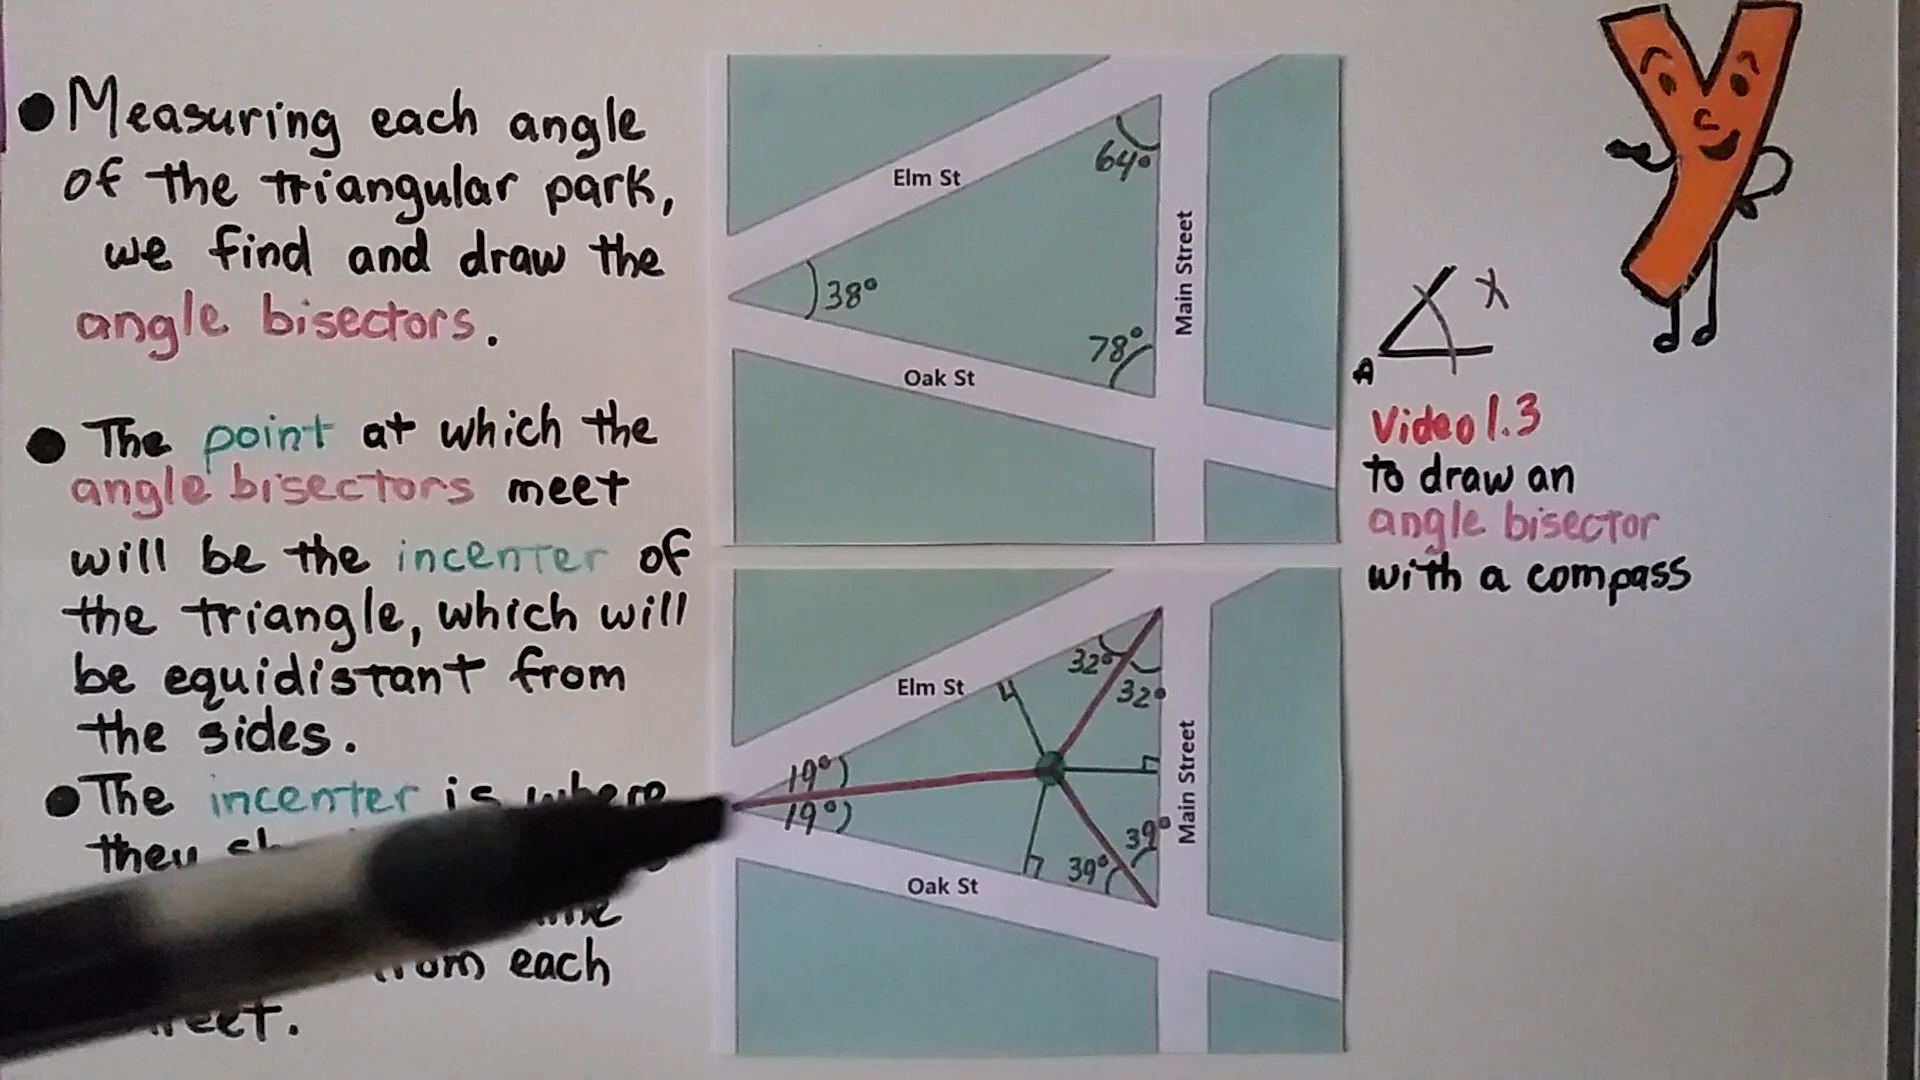 Measuring each angle
of the triangular park,
we find and draw the
angle bisectors.
The point at which the
angle bisectors meet
will be the incenter of
the triangle, which will
be equidistant from
the sides.
The incenter is where
they
from each
Elm St
64°
38°
78°
Oak St
Main Street
Elm St
32°
32°
19°
19°
39°
39°
Oak St
Main Street
A
Video 1.3
to draw an
angle bisector
with a compass